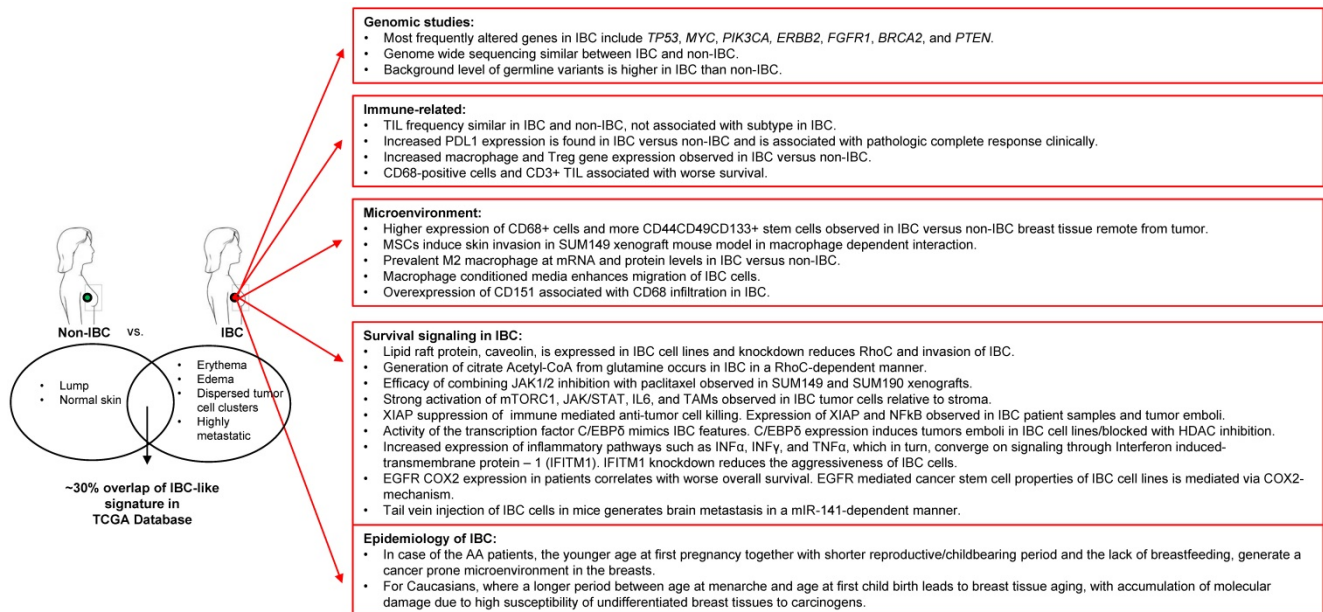 Genomic studies:
• Most frequently altered genes in IBC include TP53, MYC, PIK3CA, ERBB2, FGFR1, BRCA2, and PTEN.
• Genome wide sequencing similar between IBC and non-IBC.
• Background level of germline variants is higher in IBC than non-IBC.
Immune-related:
• TIL frequency similar in IBC and non-IBC, not associated with subtype in IBC.
• Increased PDL1 expression is found in IBC versus non-IBC and is associated with pathologic complete response clinically.
• Increased macrophage and Treg gene expression observed in IBC versus non-IBC.
• CD68-positive cells and CD3+ TIL associated with worse survival.
Microenvironment:
• Higher expression of CD68+ cells and more CD44CD49CD133+ stem cells observed in IBC versus non-IBC breast tissue remote from tumor.
• MSCs induce skin invasion in SUM149 xenograft mouse model in macrophage dependent interaction.
• Prevalent M2 macrophage at mRNA and protein levels in IBC versus non-IBC.
• Macrophage conditioned media enhances migration of IBC cells.
• Overexpression of CD151 associated with CD68 infiltration in IBC.
Non-IBC vs. IBC
• Lump
• Normal skin
• Erythema
• Edema
• Dispersed tumor
cell clusters
• Highly
metastatic
~30% overlap of IBC-like
signature in
TCGA Database
Survival signaling in IBC:
• Lipid raft protein, caveolin, is expressed in IBC cell lines and knockdown reduces RhoC and invasion of IBC.
• Generation of citrate Acetyl-CoA from glutamine occurs in IBC in a RhoC-dependent manner.
• Efficacy of combining JAK1/2 inhibition with paclitaxel observed in SUM149 and SUM190 xenografts.
• Strong activation of mTORC1, JAK/STAT, IL6, and TAMs observed in IBC tumor cells relative to stroma.
• XIAP suppression of immune mediated anti-tumor cell killing. Expression of XIAP and NFkB observed in IBC patient samples and tumor emboli.
• Activity of the transcription factor C/EBPδ mimics IBC features. C/EBPδ expression induces tumors emboli in IBC cell lines/blocked with HDAC inhibition.
• Increased expression of inflammatory pathways such as INFα, INFγ, and TNFα, which in turn, converge on signaling through Interferon induced-
transmembrane protein – 1 (IFITM1). IFITM1 knockdown reduces the aggressiveness of IBC cells.
• EGFR COX2 expression in patients correlates with worse overall survival. EGFR mediated cancer stem cell properties of IBC cell lines is mediated via COX2-
mechanism.
• Tail vein injection of IBC cells in mice generates brain metastasis in a mIR-141-dependent manner.
Epidemiology of IBC:
• In case of the AA patients, the younger age at first pregnancy together with shorter reproductive/childbearing period and the lack of breastfeeding, generate a
cancer prone microenvironment in the breasts.
• For Caucasians, where a longer period between age at menarche and age at first child birth leads to breast tissue aging, with accumulation of molecular
damage due to high susceptibility of undifferentiated breast tissues to carcinogens.